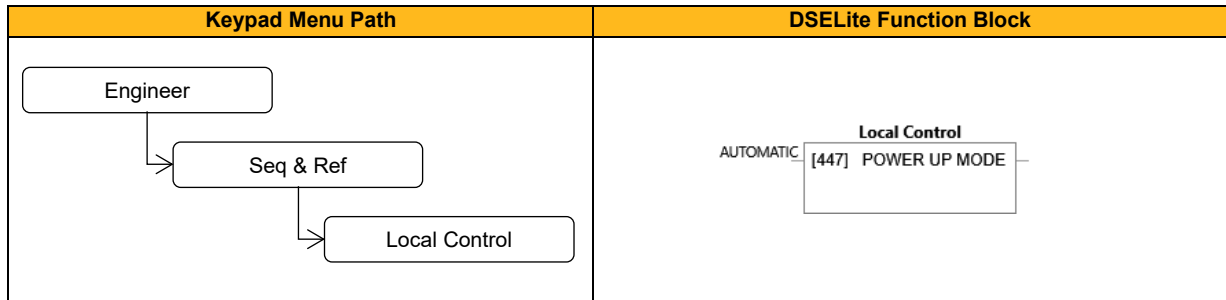 Keypad Menu Path
DSELite Function Block
Engineer
Seq & Ref
Local Control
Local Control
AUTOMATIC
[447] POWER UP MODE